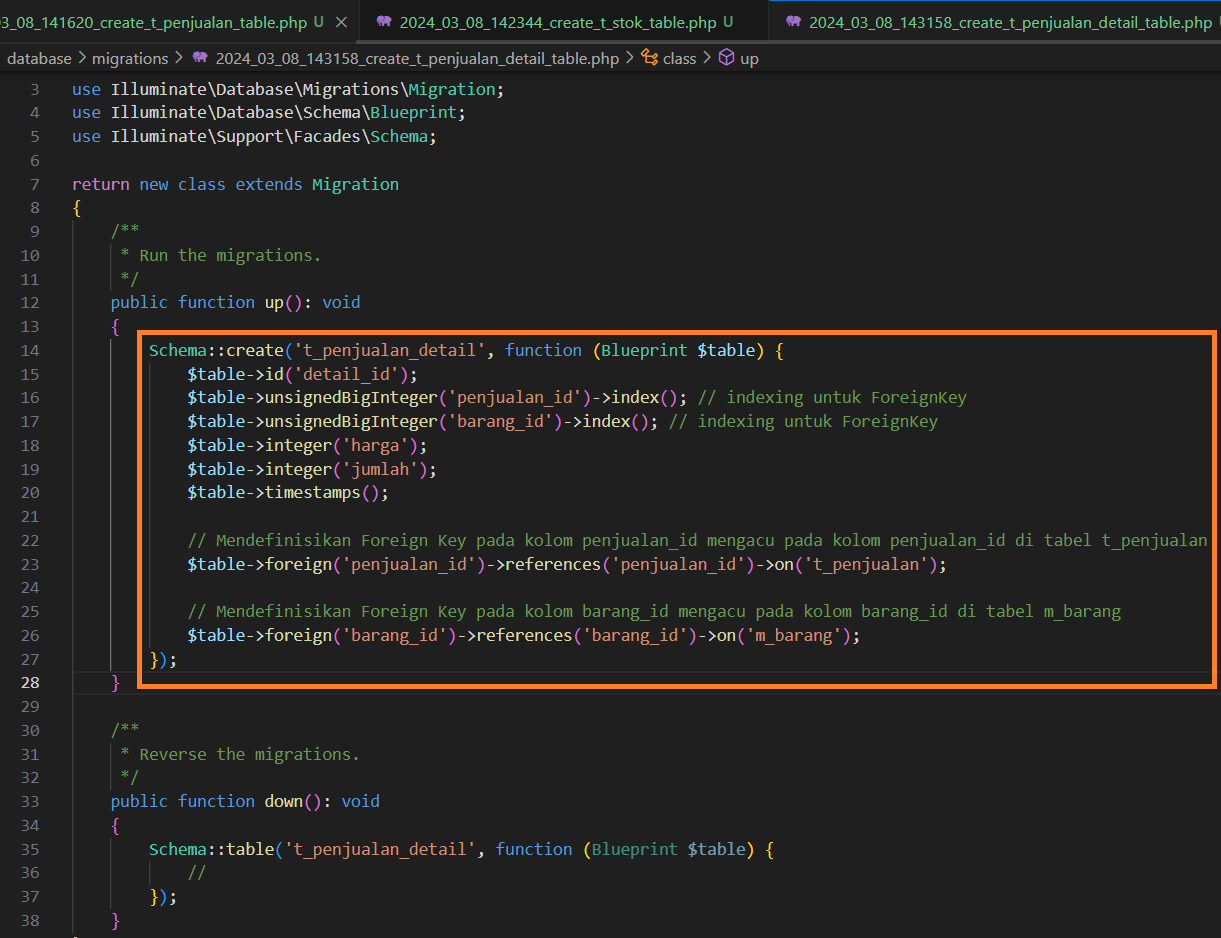 3_08_141620_create_t_penjualan_table.php U 2024_03_08_142344_create_t_stok_table.php U 2024_03_08_143158_create_t_penjualan_detail_table.php
database > migrations > 2024_03_08_143158_create_t_penjualan_detail_table.php > class > up
3 use Illuminate\Database\Migrations\Migration;
4 use Illuminate\Database\Schema\Blueprint;
5 use Illuminate\Support\Facades\Schema;
6
7 return new class extends Migration
8 {
9 /**
10 * Run the migrations.
11 */
12 public function up(): void
13 {
14 Schema::create('t_penjualan_detail', function (Blueprint $table) {
15 $table->id('detail_id');
16 $table->unsignedBigInteger('penjualan_id')->index(); // indexing untuk ForeignKey
17 $table->unsignedBigInteger('barang_id')->index(); // indexing untuk ForeignKey
18 $table->integer('harga');
19 $table->integer('jumlah');
20 $table->timestamps();
21
22 // Mendefinisikan Foreign Key pada kolom penjualan_id mengacu pada kolom penjualan_id di tabel t_penjualan
23 $table->foreign('penjualan_id')->references('penjualan_id')->on('t_penjualan');
24
25 // Mendefinisikan Foreign Key pada kolom barang_id mengacu pada kolom barang_id di tabel m_barang
26 $table->foreign('barang_id')->references('barang_id')->on('m_barang');
27 });
28 }
29
30 /**
31 * Reverse the migrations.
32 */
33 public function down(): void
34 {
35 Schema::table('t_penjualan_detail', function (Blueprint $table) {
36 //
37 });
38 }